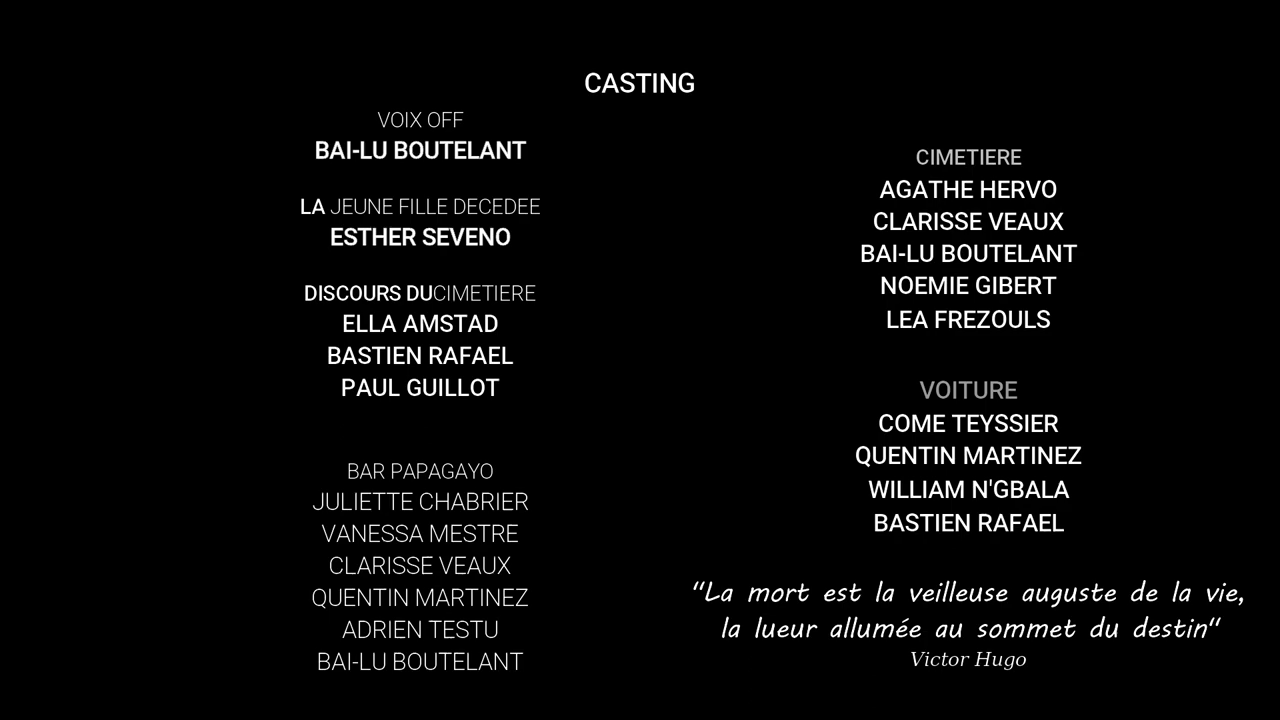 CASTING
VOIX OFF
BAI-LU BOUTELANT
LA JEUNE FILLE DECEDEE
ESTHER SEVENO
DISCOURS DUCIMETIERE
ELLA AMSTAD
BASTIEN RAFAEL
PAUL GUILLOT
BAR PAPAGAYO
JULIETTE CHABRIER
VANESSA MESTRE
CLARISSE VEAUX
QUENTIN MARTINEZ
ADRIEN TESTU
BAI-LU BOUTELANT
CIMETIERE
AGATHE HERVO
CLARISSE VEAUX
BAI-LU BOUTELANT
NOEMIE GIBERT
LEA FREZOULS
VOITURE
COME TEYSSIER
QUENTIN MARTINEZ
WILLIAM N'GBALA
BASTIEN RAFAEL
"La mort est la veilleuse auguste de la vie,
la lueur allumée au sommet du destin"
Victor Hugo